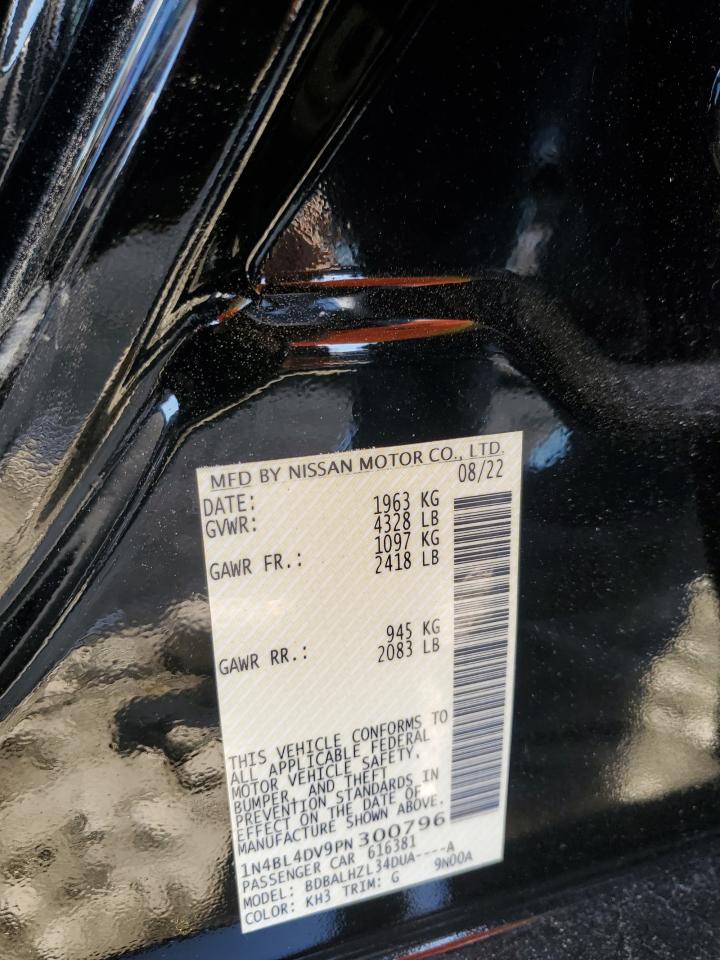 MFD BY NISSAN MOTOR CO., LTD.
DATE: 08/22
GVWR: 1963 KG
4328 LB
GAWR FR.: 1097 KG
2418 LB
GAWR RR.: 945 KG
2083 LB
THIS VEHICLE CONFORMS TO
ALL APPLICABLE FEDERAL
MOTOR VEHICLE SAFETY,
BUMPER, AND THEFT
PREVENTION STANDARDS IN
EFFECT ON THE DATE OF
MANUFACTURE SHOWN ABOVE.
1N4BL4DV9PN300796
PASSENGER CAR 616381
MODEL: BDBALHZL34DUA----A
COLOR: KH3 TRIM: G 9N00A